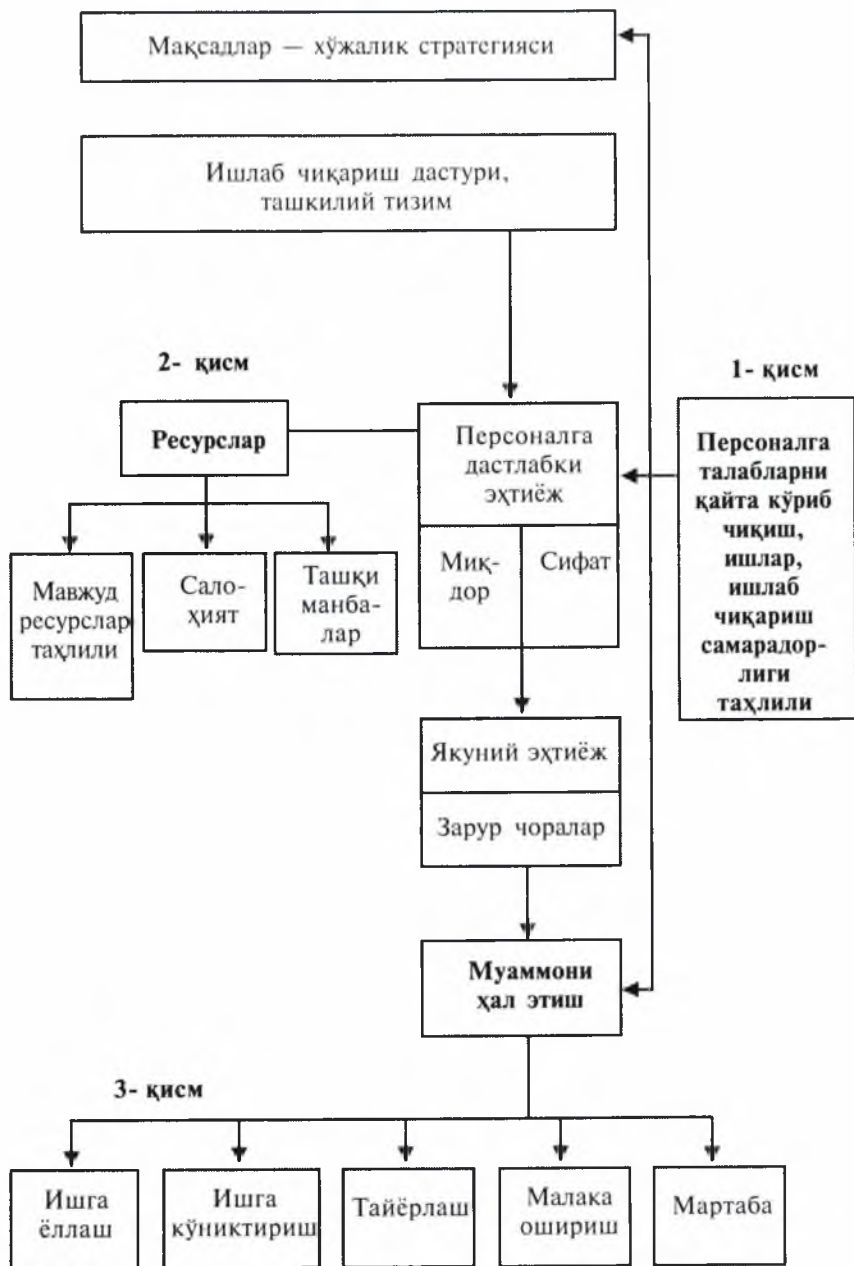 Мақсадлар — хўжалик стратегияси
Ишлаб чиқариш дастури,
ташкилий тизим
2- қисм
1- қисм
Ресурслар
Персоналга
дастлабки
эҳтиёж
Персоналга
талабларни
қайта кўриб
чиқиш,
ишлар,
ишлаб
чиқариш
самарадор-
лиги
таҳлили
Мавжуд
ресурслар
таҳлили
Сало-
ҳият
Ташқи
манба-
лар
Миқ-
дор
Сифат
Якуний эҳтиёж
Зарур чоралар
Муаммони
ҳал этиш
3- қисм
Ишга
ёллаш
Ишга
кўниктириш
Тайёрлаш
Малака
ошириш
Мартаба